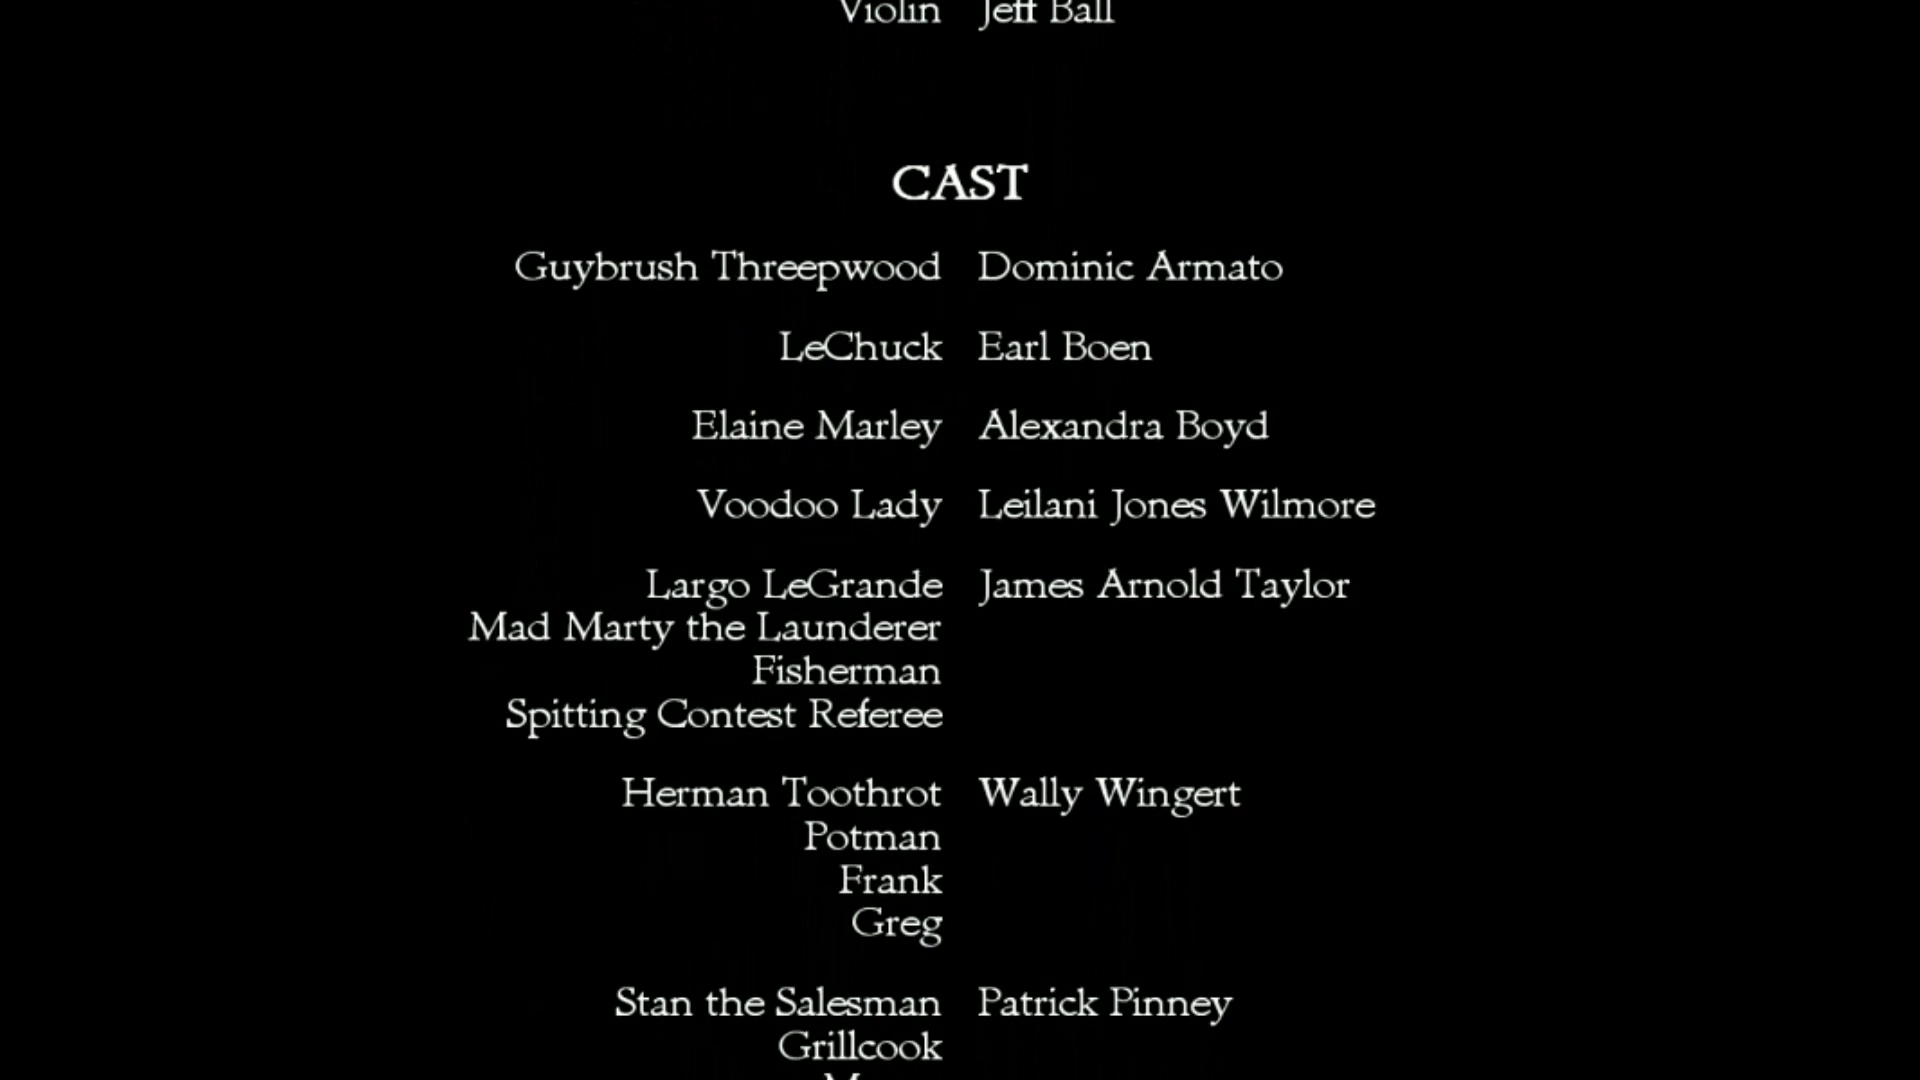 Violin Jeff Ball
CAST
Guybrush Threepwood Dominic Armato
LeChuck Earl Boen
Elaine Marley Alexandra Boyd
Voodoo Lady Leilani Jones Wilmore
Largo LeGrande James Arnold Taylor
Mad Marty the Launderer
Fisherman
Spitting Contest Referee
Herman Toothrot Wally Wingert
Potman
Frank
Greg
Stan the Salesman Patrick Pinney
Grillcook